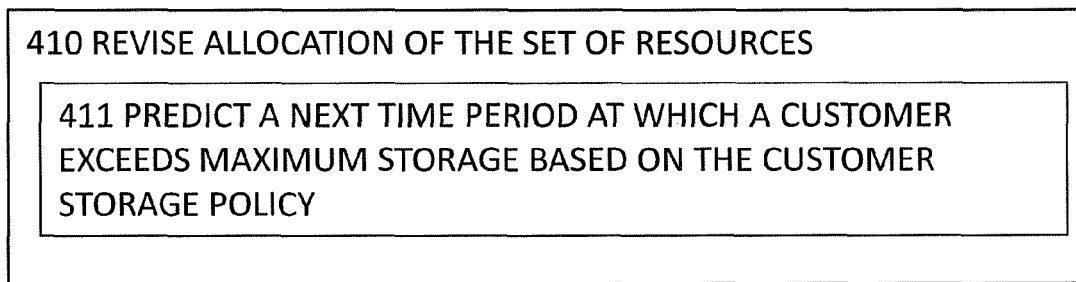 410 REVISE ALLOCATION OF THE SET OF RESOURCES
411 PREDICT A NEXT TIME PERIOD AT WHICH A CUSTOMER
EXCEEDS MAXIMUM STORAGE BASED ON THE CUSTOMER
STORAGE POLICY